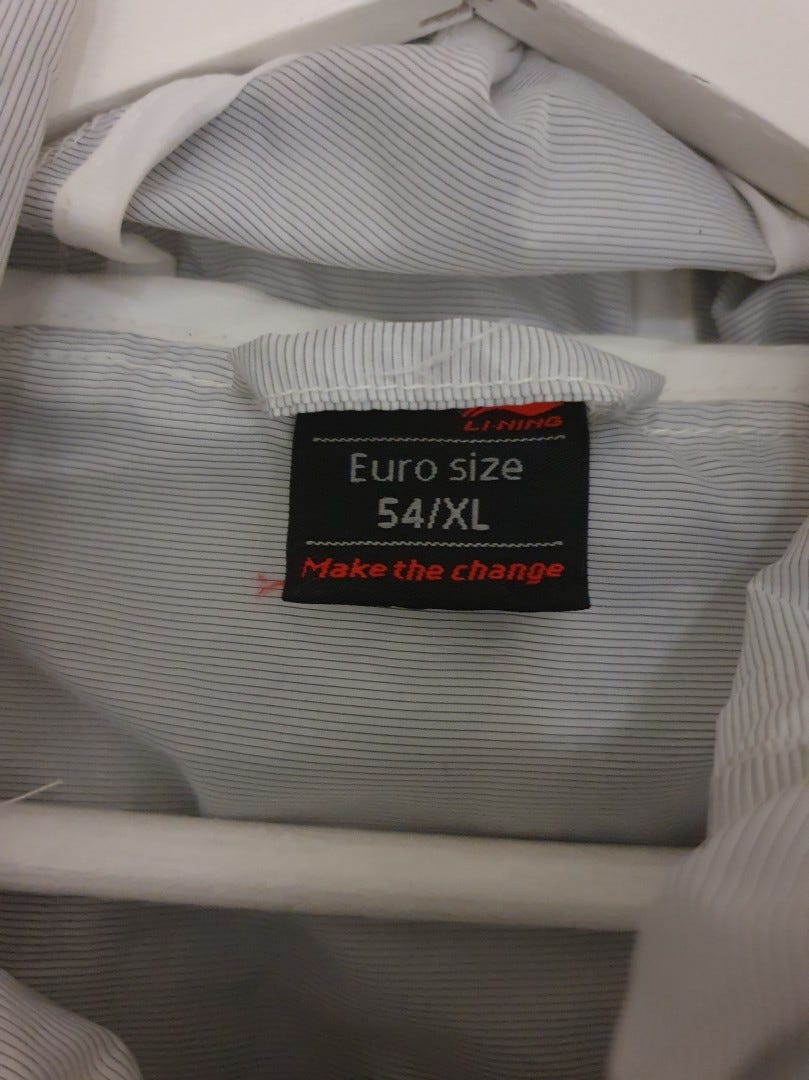 LI-NING
Euro size
54/XL
Make the change